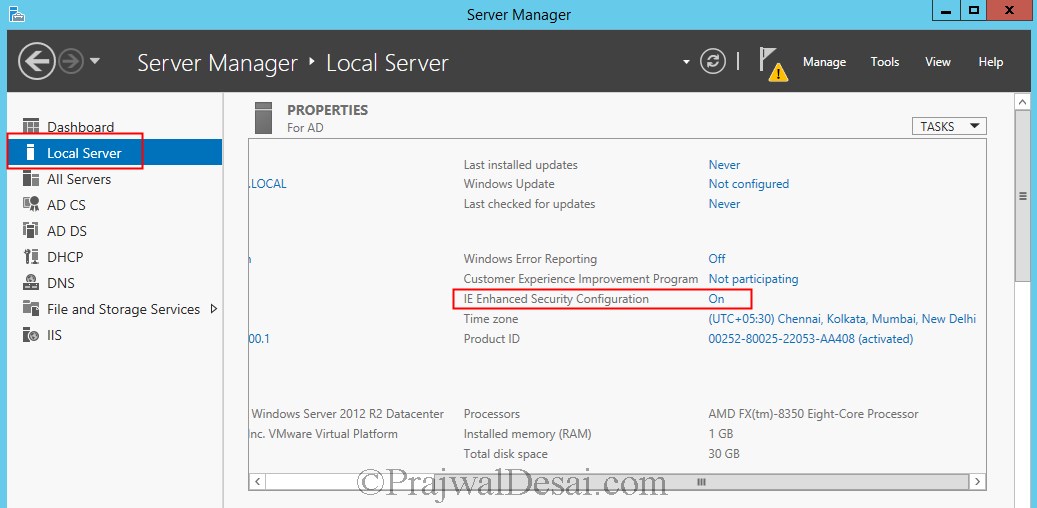 Server Manager
Server Manager ‣ Local Server
Manage Tools View Help
Dashboard
Local Server
All Servers
AD CS
AD DS
DHCP
DNS
File and Storage Services
IIS
PROPERTIES
For AD
TASKS
Last installed updates Never
.LOCAL Windows Update Not configured
Last checked for updates Never
Windows Error Reporting Off
Customer Experience Improvement Program Not participating
IE Enhanced Security Configuration On
Time zone (UTC+05:30) Chennai, Kolkata, Mumbai, New Delhi
00.1 Product ID 00252-80025-22053-AA408 (activated)
Windows Server 2012 R2 Datacenter Processors AMD FX(tm)-8350 Eight-Core Processor
Inc. VMware Virtual Platform Installed memory (RAM) 1 GB
Total disk space 30 GB
©PrajwalDesai.com